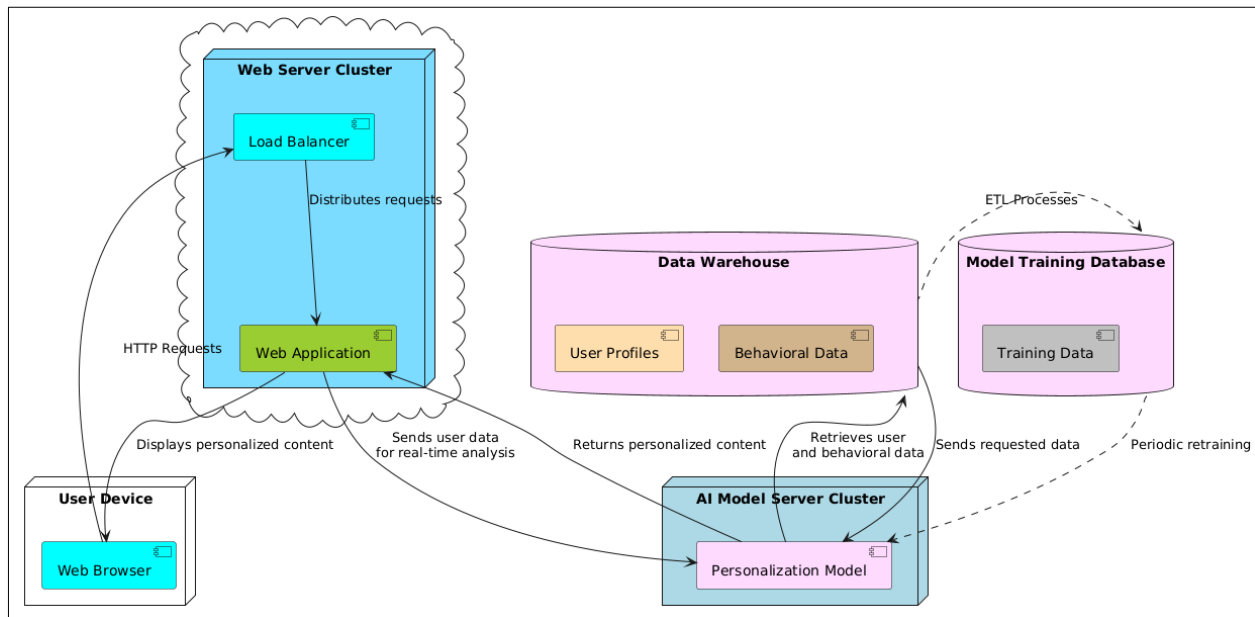 Web Server Cluster
Load Balancer
Distributes requests
ETL Processes
Data Warehouse
Model Training Database
HTTP Requests
Web Application
User Profiles
Behavioral Data
Training Data
Displays personalized content
Sends user data
for real-time analysis
Returns personalized content
Retrieves user
and behavioral data
Sends requested data
Periodic retraining
User Device
AI Model Server Cluster
Web Browser
Personalization Model